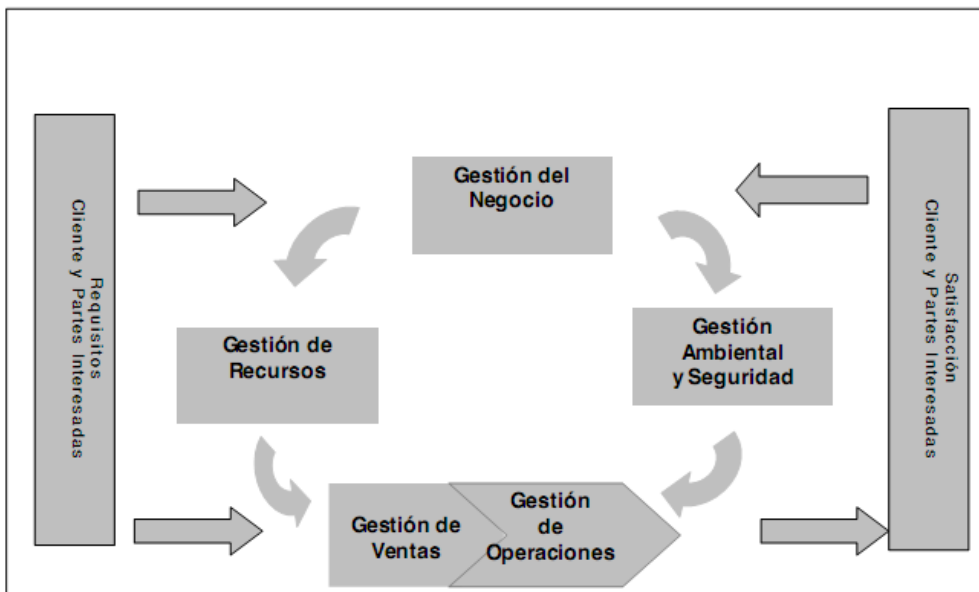 Requisitos
Cliente y Partes Interesadas
Gestión del
Negocio
Gestión de
Recursos
Gestión
Ambiental
y Seguridad
Gestión de
Ventas
Gestión
de
Operaciones
Satisfacción
Cliente y Partes Interesadas